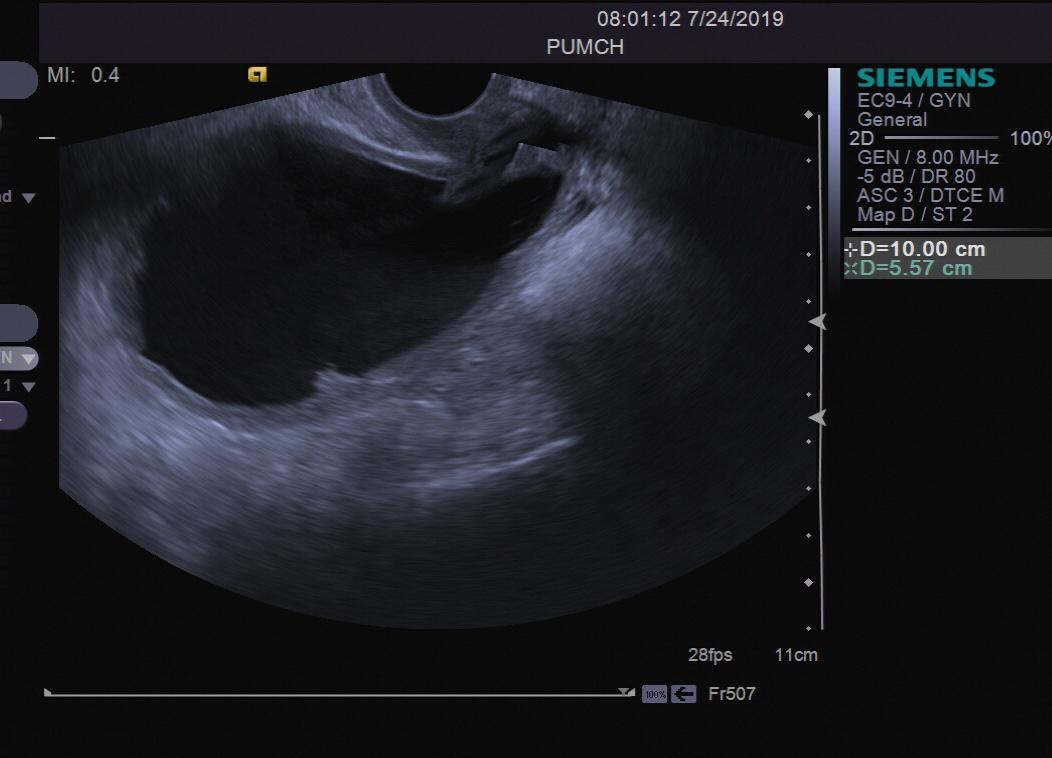 08:01:12 7/24/2019
PUMCH
MI: 0.4
SIEMENS
EC9-4 / GYN
General
2D 100%
GEN / 8.00 MHz
-5 dB / DR 80
ASC 3 / DTCE M
Map D / ST 2
D=10.00 cm
D=5.57 cm
N
1
28fps 11cm
100% Fr507